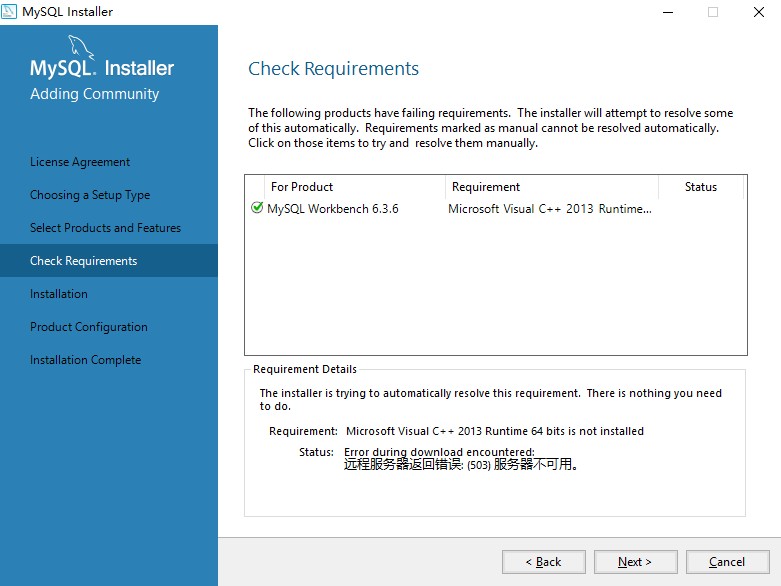 MySQL Installer
MySQL. Installer
Adding Community
License Agreement
Choosing a Setup Type
Select Products and Features
Check Requirements
Installation
Product Configuration
Installation Complete
Check Requirements
The following products have failing requirements. The installer will attempt to resolve some
of this automatically. Requirements marked as manual cannot be resolved automatically.
Click on those items to try and resolve them manually.
For Product Requirement Status
MySQL Workbench 6.3.6 Microsoft Visual C++ 2013 Runtime...
Requirement Details
The installer is trying to automatically resolve this requirement. There is nothing you need
to do.
Requirement: Microsoft Visual C++ 2013 Runtime 64 bits is not installed
Status: Error during download encountered:
远程服务器返回错误: (503) 服务器不可用。
< Back Next > Cancel